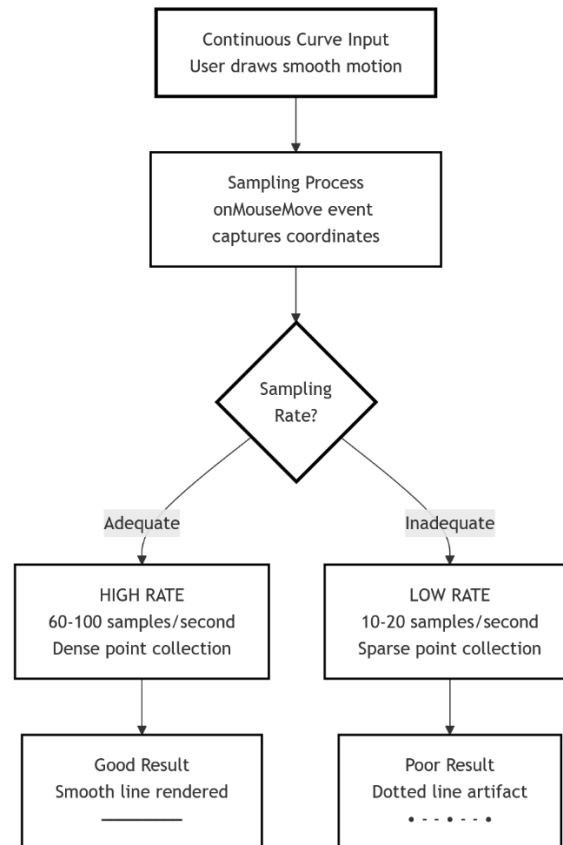 Continuous Curve Input
User draws smooth motion
Sampling Process
onMouseMove event
captures coordinates
Sampling
Rate?
Adequate
Inadequate
HIGH RATE
60-100 samples/second
Dense point collection
LOW RATE
10-20 samples/second
Sparse point collection
Good Result
Smooth line rendered
Poor Result
Dotted line artifact